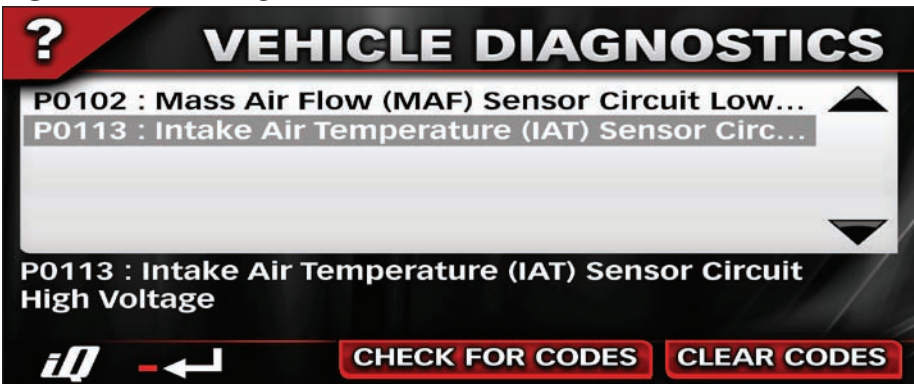 ?
VEHICLE DIAGNOSTICS
P0102 : Mass Air Flow (MAF) Sensor Circuit Low...
P0113 : Intake Air Temperature (IAT) Sensor Circ...
P0113 : Intake Air Temperature (IAT) Sensor Circuit
High Voltage
iQ CHECK FOR CODES CLEAR CODES